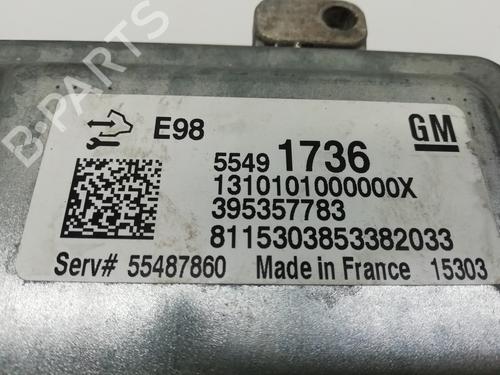 B-PARTS
E98
GM
5549 1736
1310101000000X
395357783
8115303853382033
Serv# 55487860 Made in France 15303